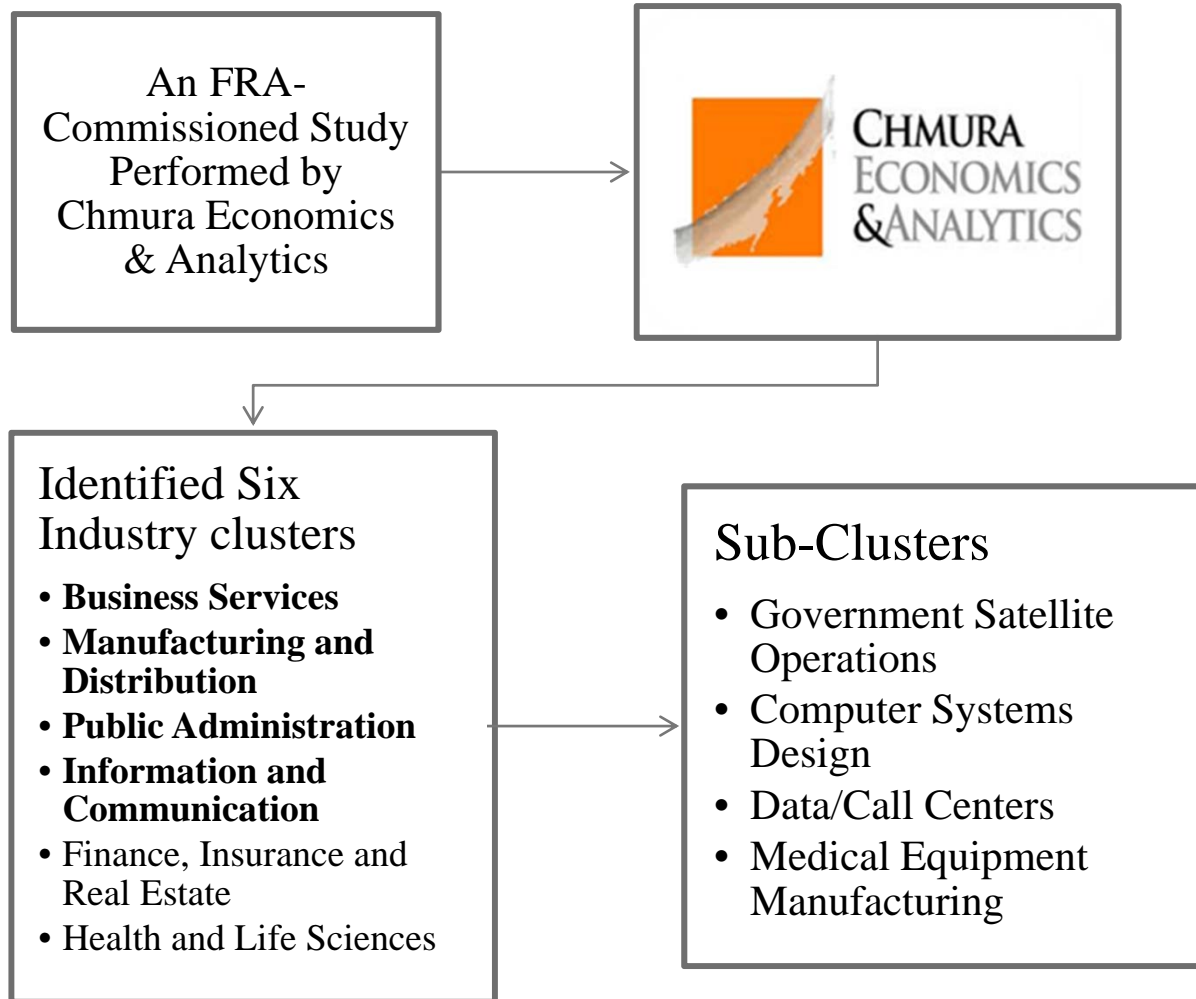 An FRA-
Commissioned Study
Performed by
Chmura Economics
& Analytics
CHMURA
ECONOMICS
&ANALYTICS
Identified Six
Industry clusters
• Business Services
• Manufacturing and
Distribution
• Public Administration
• Information and
Communication
• Finance, Insurance and
Real Estate
• Health and Life Sciences
Sub-Clusters
• Government Satellite
Operations
• Computer Systems
Design
• Data/Call Centers
• Medical Equipment
Manufacturing